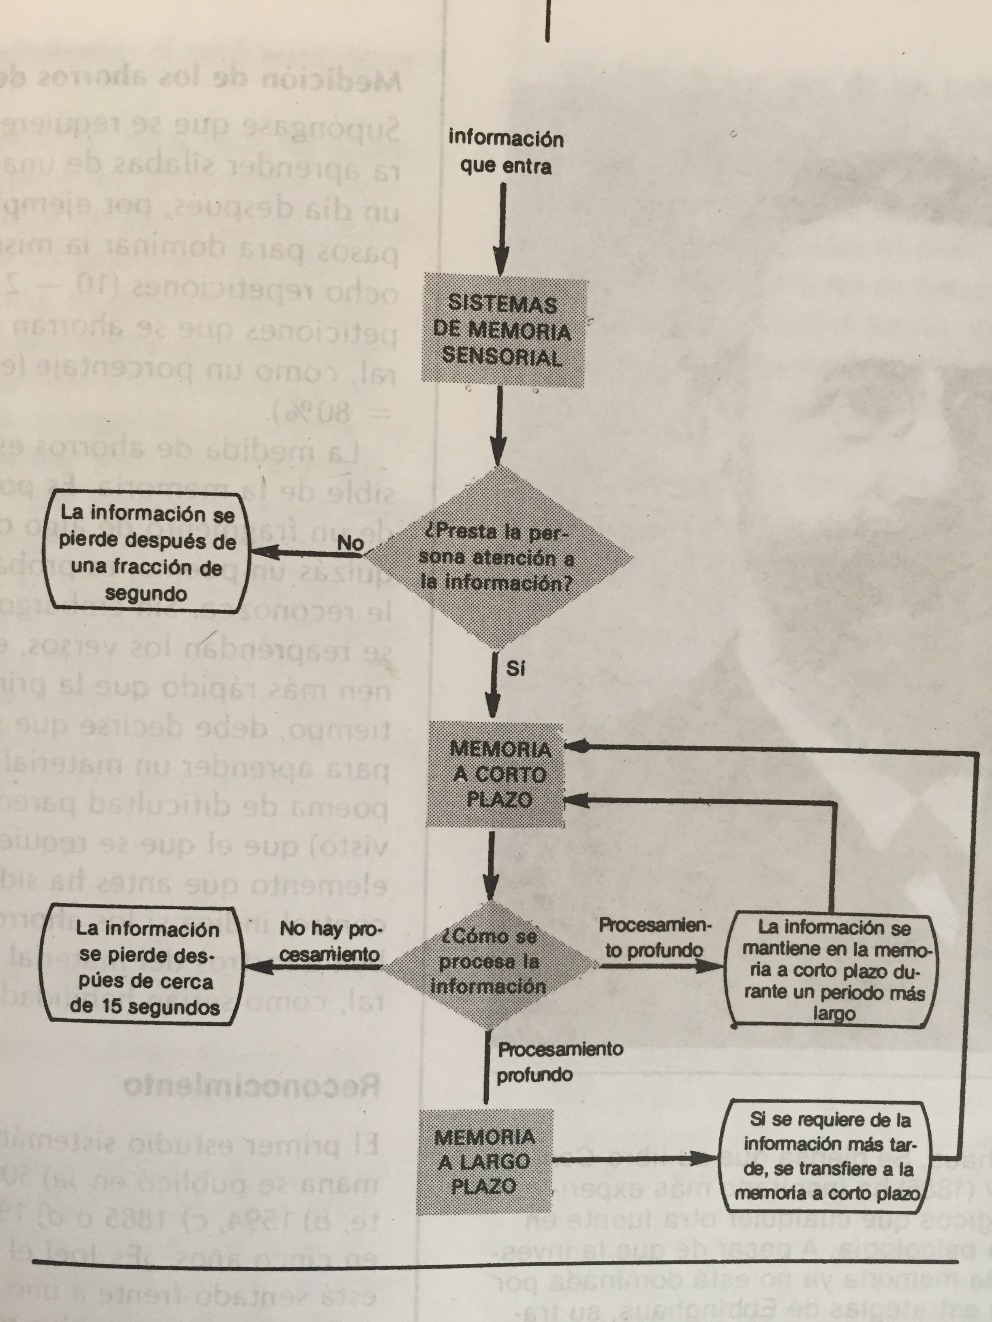 información
que entra
SISTEMAS
DE MEMORIA
SENSORIAL
¿Presta la per-
sona atención a
la información?
No
La información se
pierde después de
una fracción de
segundo
Sí
MEMORIA
A CORTO
PLAZO
¿Cómo se
procesa la
información
No hay pro-
cesamiento
La información
se pierde des-
púes de cerca
de 15 segundos
Procesamien-
to profundo
La información se
mantiene en la memo-
ria a corto plazo du-
rante un periodo más
largo
Procesamiento
profundo
MEMORIA
A LARGO
PLAZO
Si se requiere de la
información más tar-
de, se transfiere a la
memoria a corto plazo